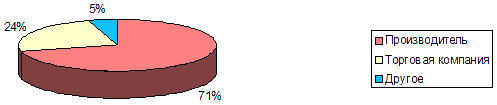 5%
24%
71%
Производитель
Торговая компания
Другое